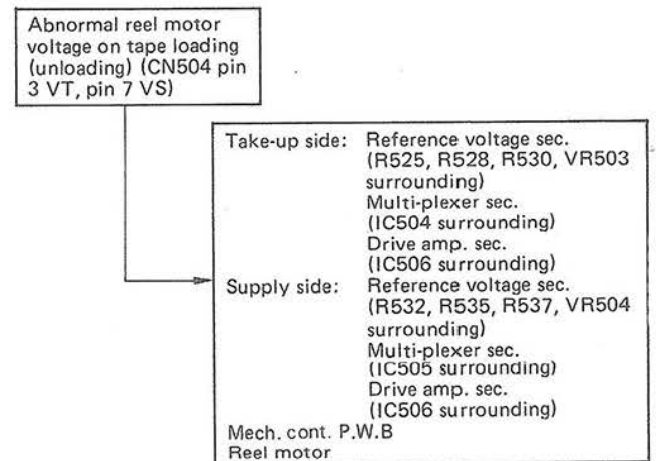 Abnormal reel motor
voltage on tape loading
(unloading) (CN504 pin
3 VT, pin 7 VS)
Take-up side: Reference voltage sec.
(R525, R528, R530, VR503
surrounding)
Multi-plexer sec.
(IC504 surrounding)
Drive amp. sec.
(IC506 surrounding)
Supply side: Reference voltage sec.
(R532, R535, R537, VR504
surrounding)
Multi-plexer sec.
(IC505 surrounding)
Drive amp. sec.
(IC506 surrounding)
Mech. cont. P.W.B
Reel motor